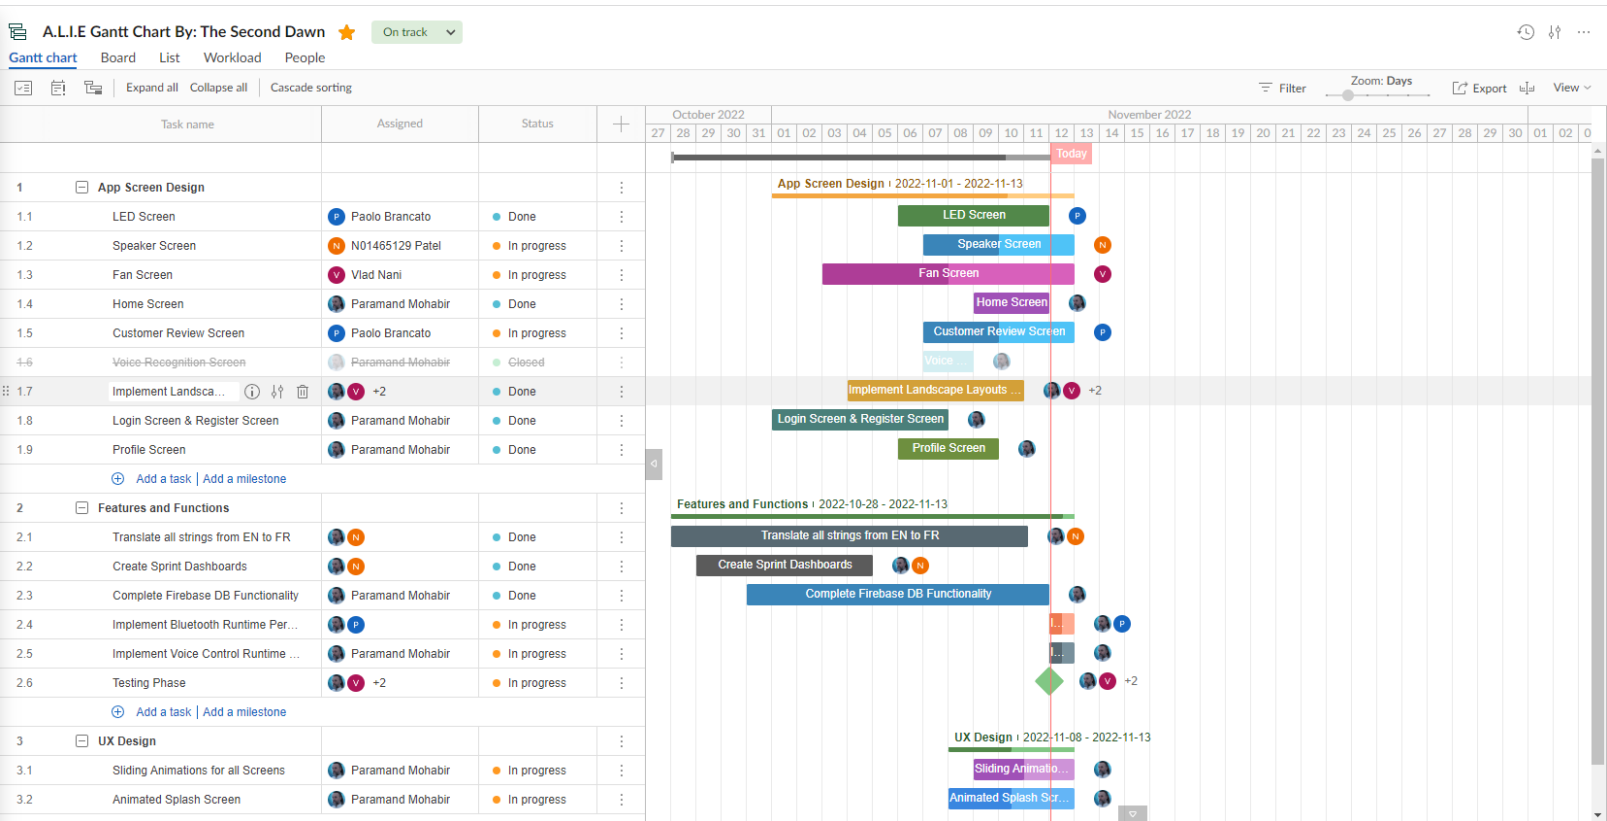 A.L.I.E Gantt Chart By: The Second Dawn On track
Gantt chart Board List Workload People
Expand all Collapse all Cascade sorting Filter Zoom: Days Export View
Task name Assigned Status October 2022 November 2022
27 28 29 30 31 01 02 03 04 05 06 07 08 09 10 11 12 13 14 15 16 17 18 19 20 21 22 23 24 25 26 27 28 29 30 01 02 0
Today
1 App Screen Design App Screen Design 2022-11-01 - 2022-11-13
1.1 LED Screen P Paolo Brancato Done LED Screen P
1.2 Speaker Screen N N01465129 Patel In progress Speaker Screen N
1.3 Fan Screen V Vlad Nani In progress Fan Screen V
1.4 Home Screen Paramand Mohabir Done Home Screen
1.5 Customer Review Screen P Paolo Brancato In progress Customer Review Screen P
1.6 Voice Recognition Screen Paramand Mohabir Closed Voice ...
1.7 Implement Landsca... V +2 Done Implement Landscape Layouts ... V +2
1.8 Login Screen & Register Screen Paramand Mohabir Done Login Screen & Register Screen
1.9 Profile Screen Paramand Mohabir Done Profile Screen
Add a task | Add a milestone
2 Features and Functions Features and Functions 2022-10-28 - 2022-11-13
2.1 Translate all strings from EN to FR N Done Translate all strings from EN to FR N
2.2 Create Sprint Dashboards N Done Create Sprint Dashboards N
2.3 Complete Firebase DB Functionality Paramand Mohabir Done Complete Firebase DB Functionality
2.4 Implement Bluetooth Runtime Per... P In progress I... P
2.5 Implement Voice Control Runtime ... Paramand Mohabir In progress I...
2.6 Testing Phase V +2 In progress V +2
Add a task | Add a milestone
3 UX Design UX Design 2022-11-08 - 2022-11-13
3.1 Sliding Animations for all Screens Paramand Mohabir In progress Sliding Animatio...
3.2 Animated Splash Screen Paramand Mohabir In progress Animated Splash Scr...